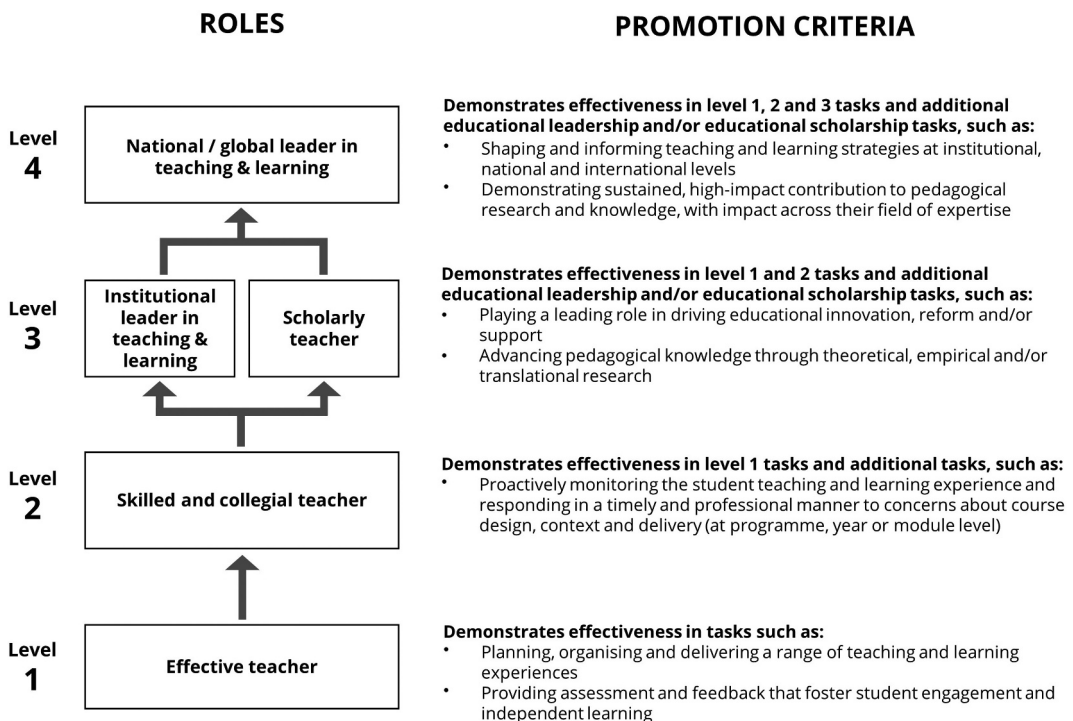 ROLES
PROMOTION CRITERIA
Level
4
National / global leader in
teaching & learning
Demonstrates effectiveness in level 1, 2 and 3 tasks and additional
educational leadership and/or educational scholarship tasks, such as:
• Shaping and informing teaching and learning strategies at institutional,
national and international levels
• Demonstrating sustained, high-impact contribution to pedagogical
research and knowledge, with impact across their field of expertise
Level
3
Institutional
leader in
teaching &
learning
Scholarly
teacher
Demonstrates effectiveness in level 1 and 2 tasks and additional
educational leadership and/or educational scholarship tasks, such as:
• Playing a leading role in driving educational innovation, reform and/or
support
• Advancing pedagogical knowledge through theoretical, empirical and/or
translational research
Level
2
Skilled and collegial teacher
Demonstrates effectiveness in level 1 tasks and additional tasks, such as:
• Proactively monitoring the student teaching and learning experience and
responding in a timely and professional manner to concerns about course
design, context and delivery (at programme, year or module level)
Level
1
Effective teacher
Demonstrates effectiveness in tasks such as:
• Planning, organising and delivering a range of teaching and learning
experiences
• Providing assessment and feedback that foster student engagement and
independent learning